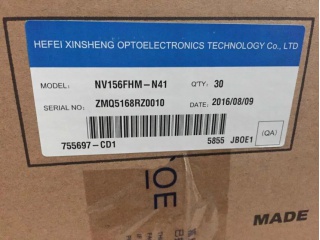 HEFEI XINSHENG OPTOELECTRONICS TECHNOLOGY Co., LTD
MODEL: NV156FHM-N41 Q'TY: 30
SERIAL NO: ZMQ5168RZ0010 DATE: 2016/08/09
755697-CD1 5855 JBOE1 (QA)
MADE